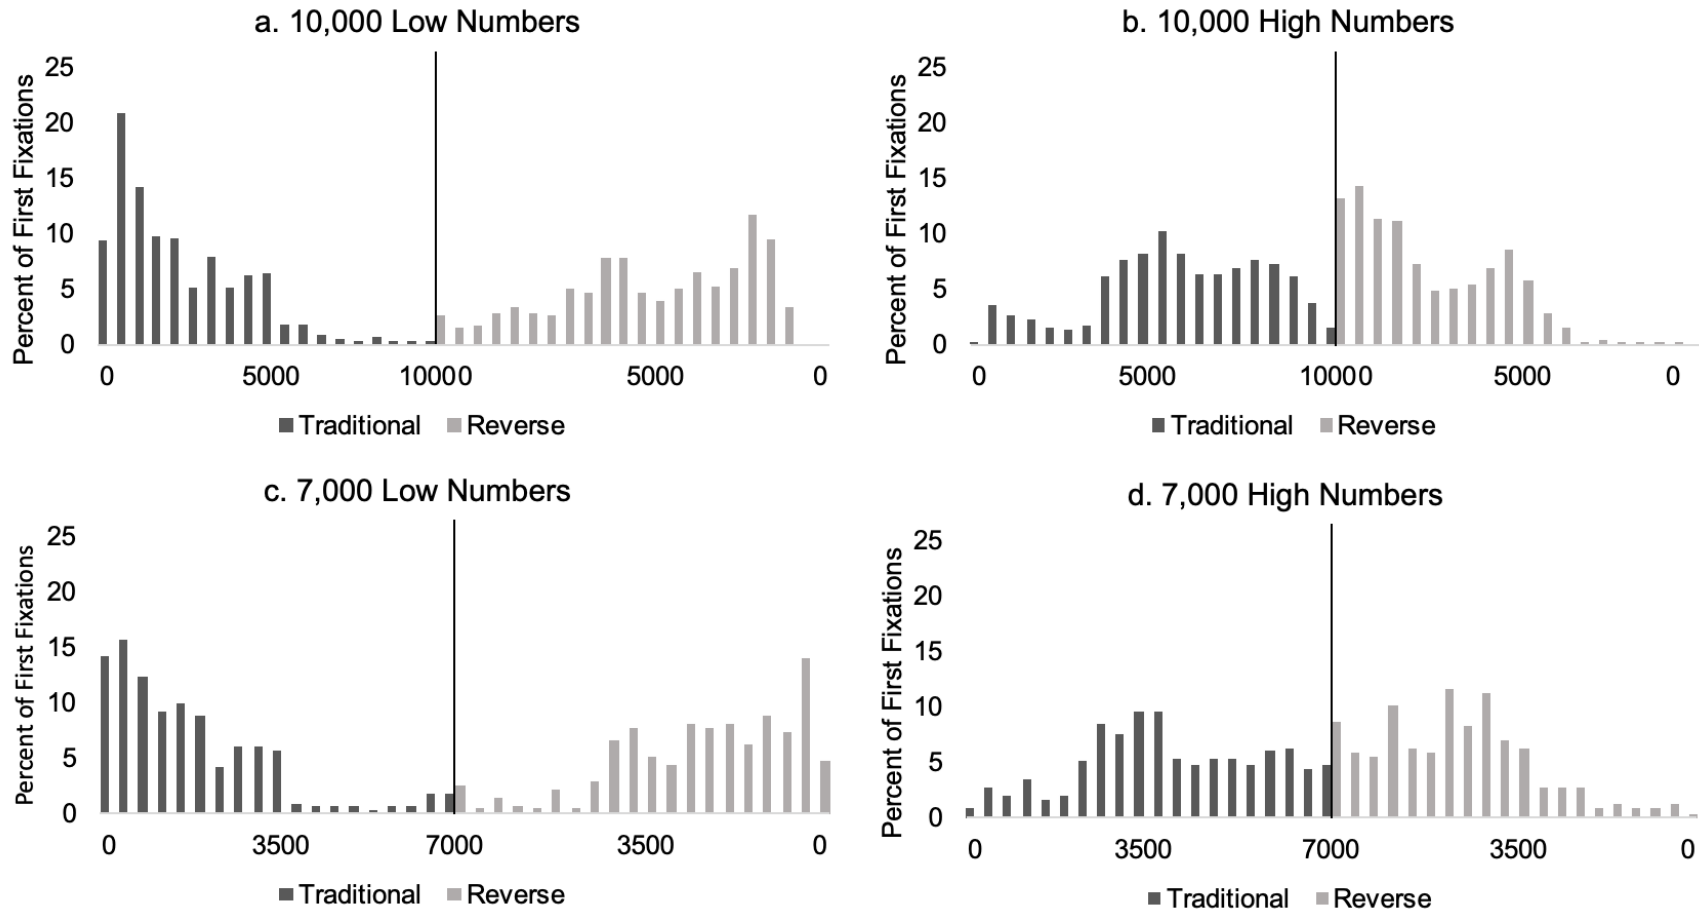 a. 10,000 Low Numbers
Percent of First Fixations
25
20
15
10
5
0
0 5000 10000 5000 0
Traditional Reverse
b. 10,000 High Numbers
Percent of First Fixations
25
20
15
10
5
0
0 5000 10000 5000 0
Traditional Reverse
c. 7,000 Low Numbers
Percent of First Fixations
25
20
15
10
5
0
0 3500 7000 3500 0
Traditional Reverse
d. 7,000 High Numbers
Percent of First Fixations
25
20
15
10
5
0
0 3500 7000 3500 0
Traditional Reverse